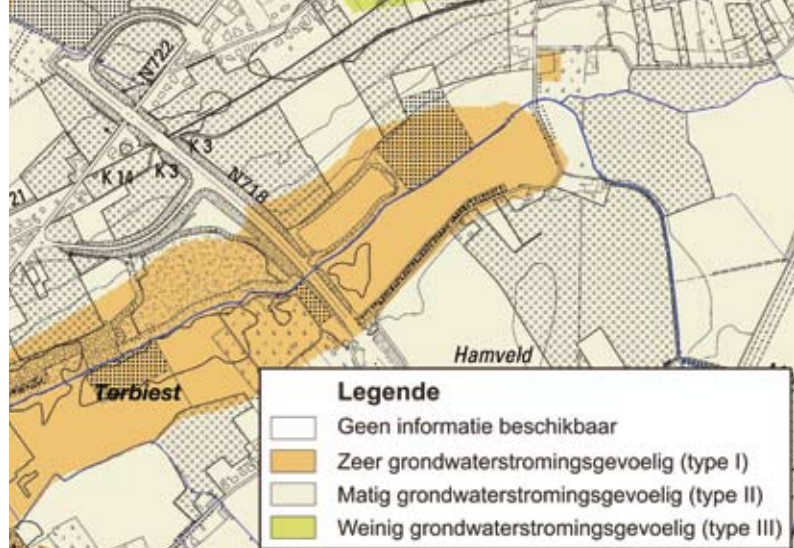 N722
K 3
K 14
K 3
N718
21
Hamveld
Terbiest
Legende
Geen informatie beschikbaar
Zeer grondwaterstromingsgevoelig (type I)
Matig grondwaterstromingsgevoelig (type II)
Weinig grondwaterstromingsgevoelig (type III)